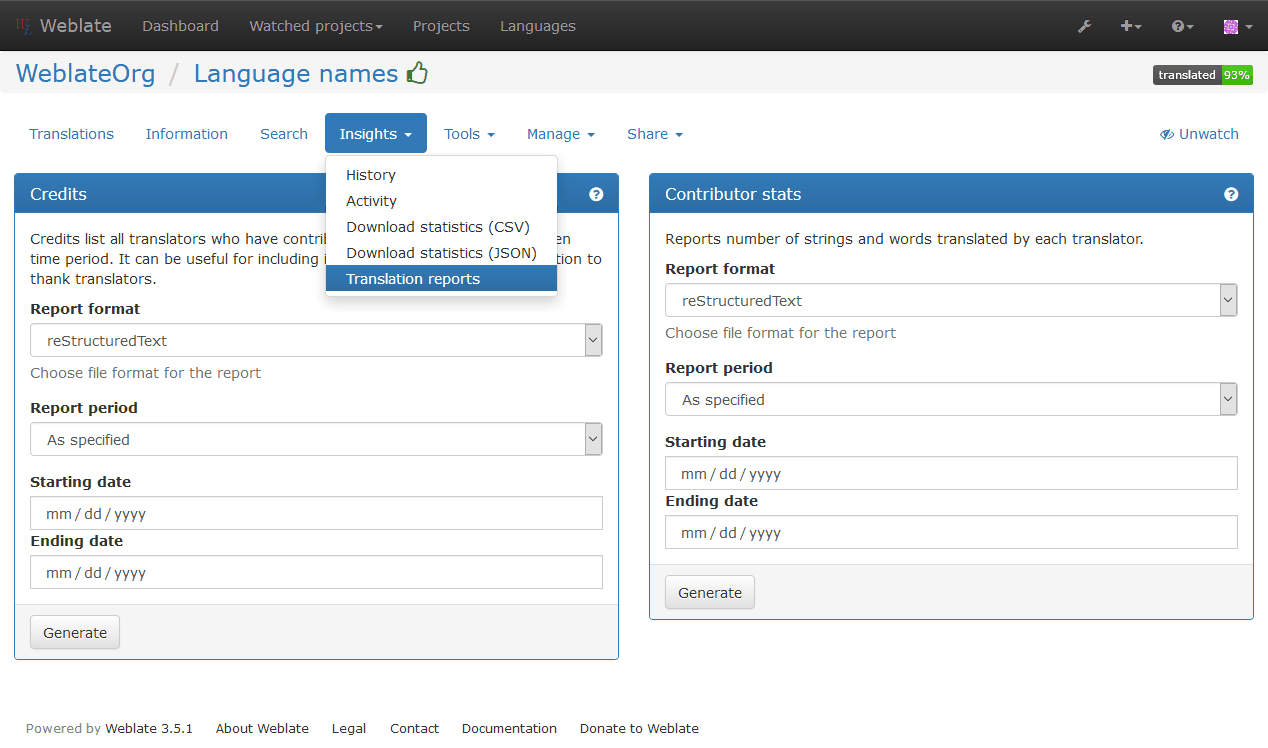 Weblate Dashboard Watched projects Projects Languages
WeblateOrg / Language names
translated 93%
Translations Information Search Insights Tools Manage Share Unwatch
History
Activity
Download statistics (CSV)
Download statistics (JSON)
Translation reports
Credits
Credits list all translators who have contri en
time period. It can be useful for including i tion to
thank translators.
Report format
reStructuredText
Choose file format for the report
Report period
As specified
Starting date
mm / dd / yyyy
Ending date
mm / dd / yyyy
Generate
Contributor stats
Reports number of strings and words translated by each translator.
Report format
reStructuredText
Choose file format for the report
Report period
As specified
Starting date
mm / dd / yyyy
Ending date
mm / dd / yyyy
Generate
Powered by Weblate 3.5.1 About Weblate Legal Contact Documentation Donate to Weblate